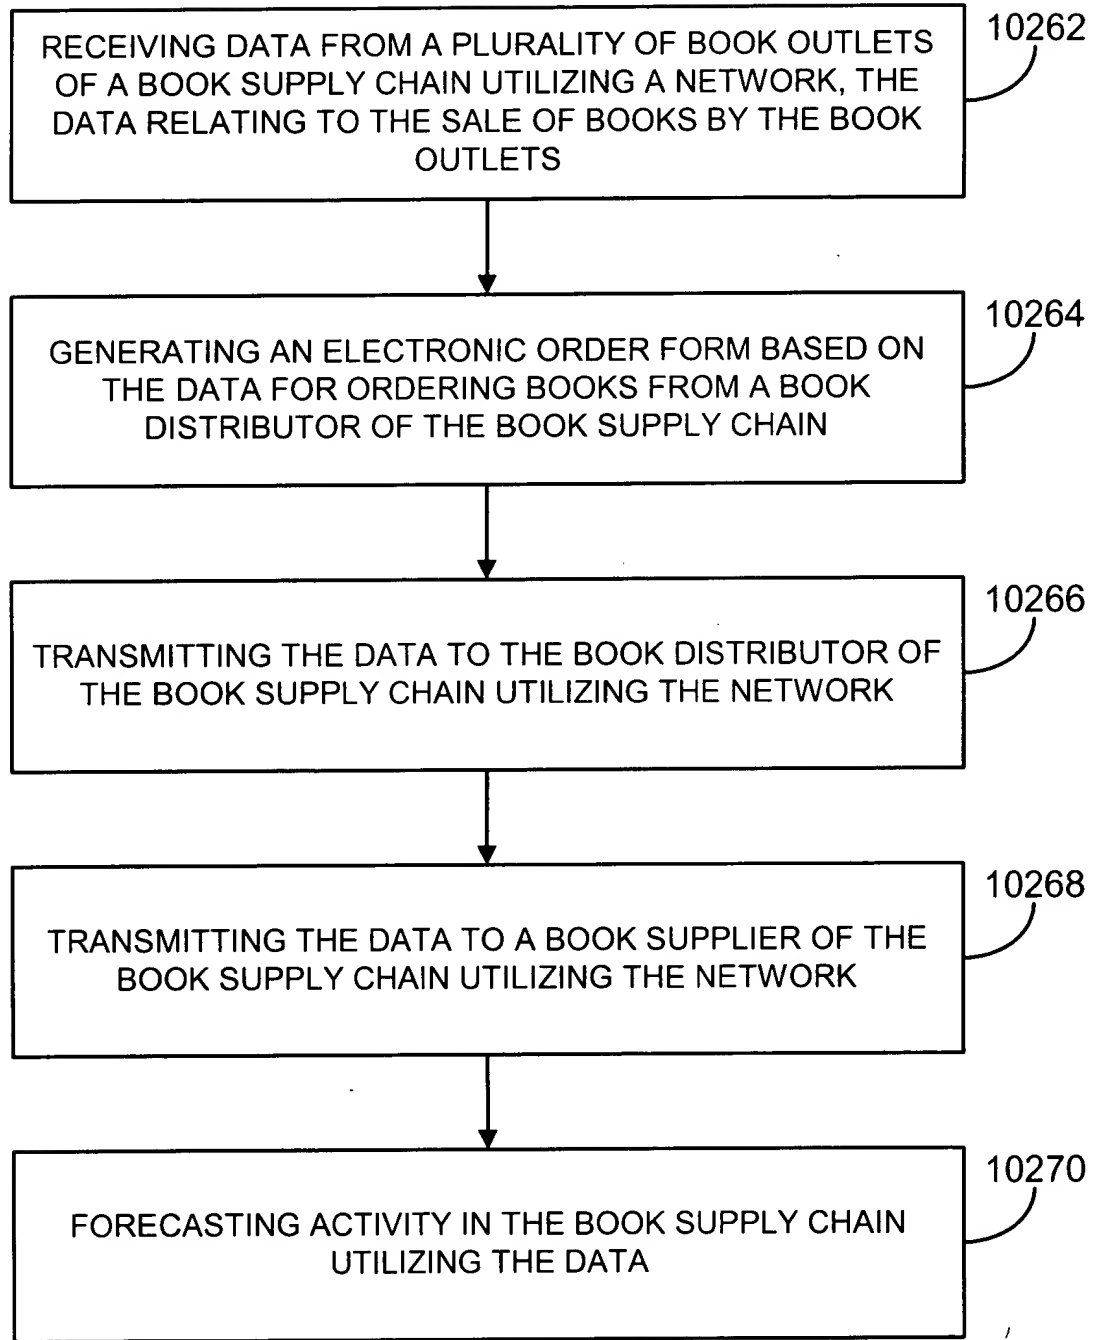 10262
RECEIVING DATA FROM A PLURALITY OF BOOK OUTLETS
OF A BOOK SUPPLY CHAIN UTILIZING A NETWORK, THE
DATA RELATING TO THE SALE OF BOOKS BY THE BOOK
OUTLETS
10264
GENERATING AN ELECTRONIC ORDER FORM BASED ON
THE DATA FOR ORDERING BOOKS FROM A BOOK
DISTRIBUTOR OF THE BOOK SUPPLY CHAIN
10266
TRANSMITTING THE DATA TO THE BOOK DISTRIBUTOR OF
THE BOOK SUPPLY CHAIN UTILIZING THE NETWORK
10268
TRANSMITTING THE DATA TO A BOOK SUPPLIER OF THE
BOOK SUPPLY CHAIN UTILIZING THE NETWORK
10270
FORECASTING ACTIVITY IN THE BOOK SUPPLY CHAIN
UTILIZING THE DATA